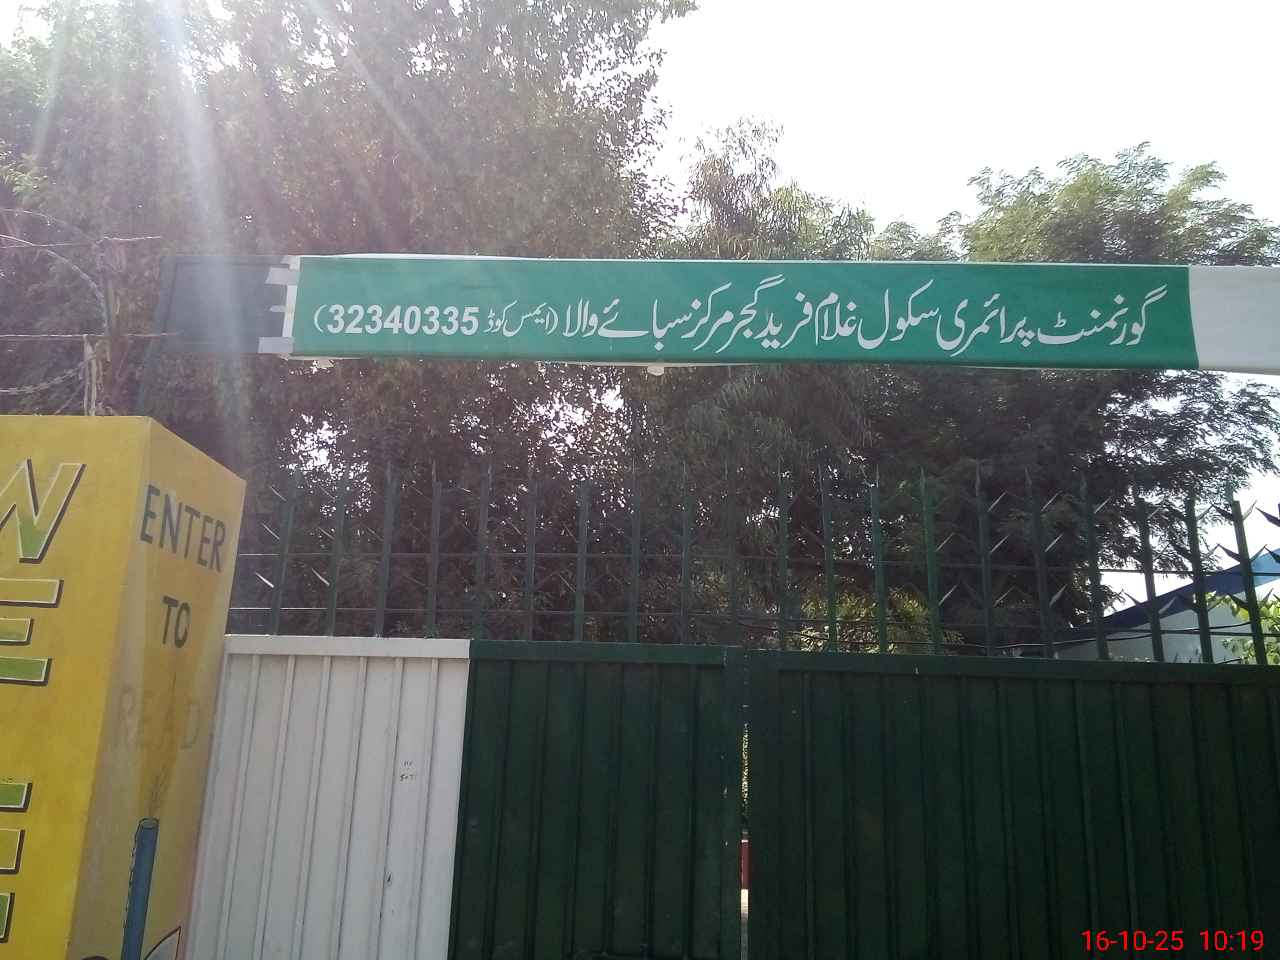 گورنمنٹ پرائمری سکول غلام فرید گجر مرکز سبائے والا (ایمس کوڈ 32340335)
ENTER
TO
READ
16-10-25 10:19